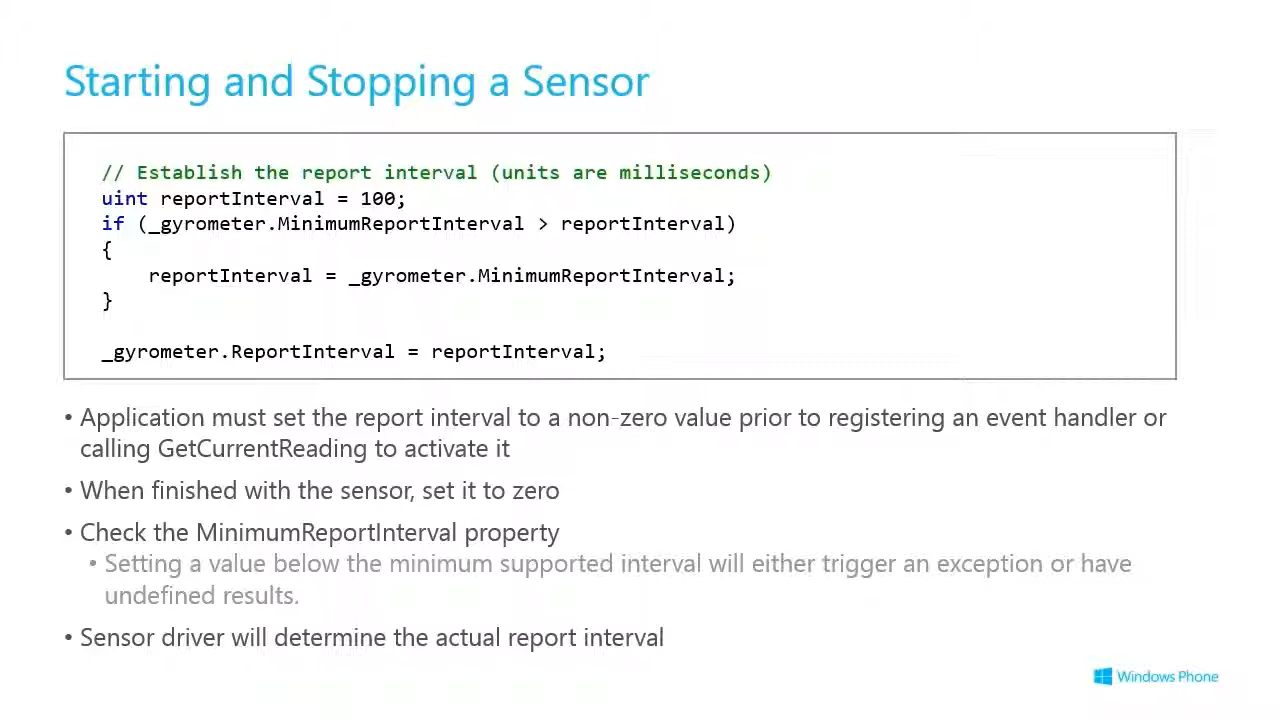 Starting and Stopping a Sensor
// Establish the report interval (units are milliseconds)
uint reportInterval = 100;
if (_gyrometer.MinimumReportInterval > reportInterval)
{
    reportInterval = _gyrometer.MinimumReportInterval;
}
_gyrometer.ReportInterval = reportInterval;
• Application must set the report interval to a non-zero value prior to registering an event handler or
calling GetCurrentReading to activate it
• When finished with the sensor, set it to zero
• Check the MinimumReportInterval property
• Setting a value below the minimum supported interval will either trigger an exception or have
undefined results.
• Sensor driver will determine the actual report interval
Windows Phone